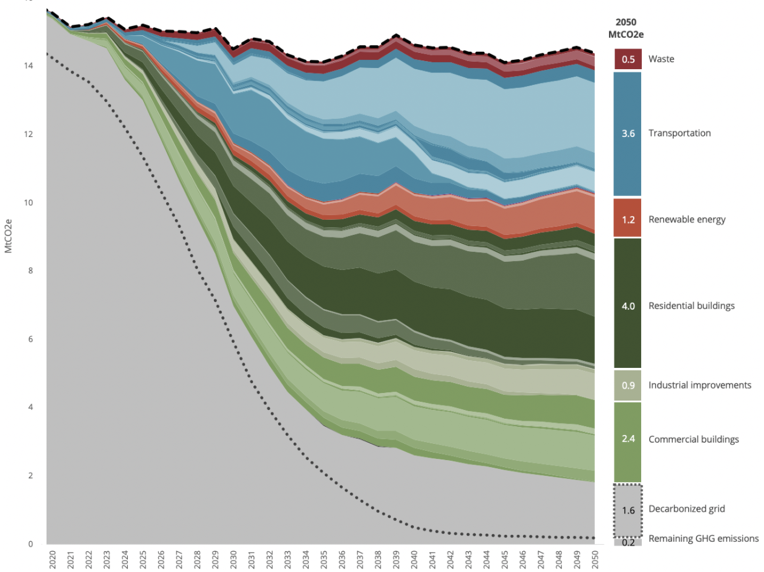 2050
MtCO2e
14
12
10
8
6
4
2
0
MtCO2e
0.5 Waste
3.6 Transportation
1.2 Renewable energy
4.0 Residential buildings
0.9 Industrial improvements
2.4 Commercial buildings
1.6 Decarbonized grid
0.2 Remaining GHG emissions
2020 2021 2022 2023 2024 2025 2026 2027 2028 2029 2030 2031 2032 2033 2034 2035 2036 2037 2038 2039 2040 2041 2042 2043 2044 2045 2046 2047 2048 2049 2050